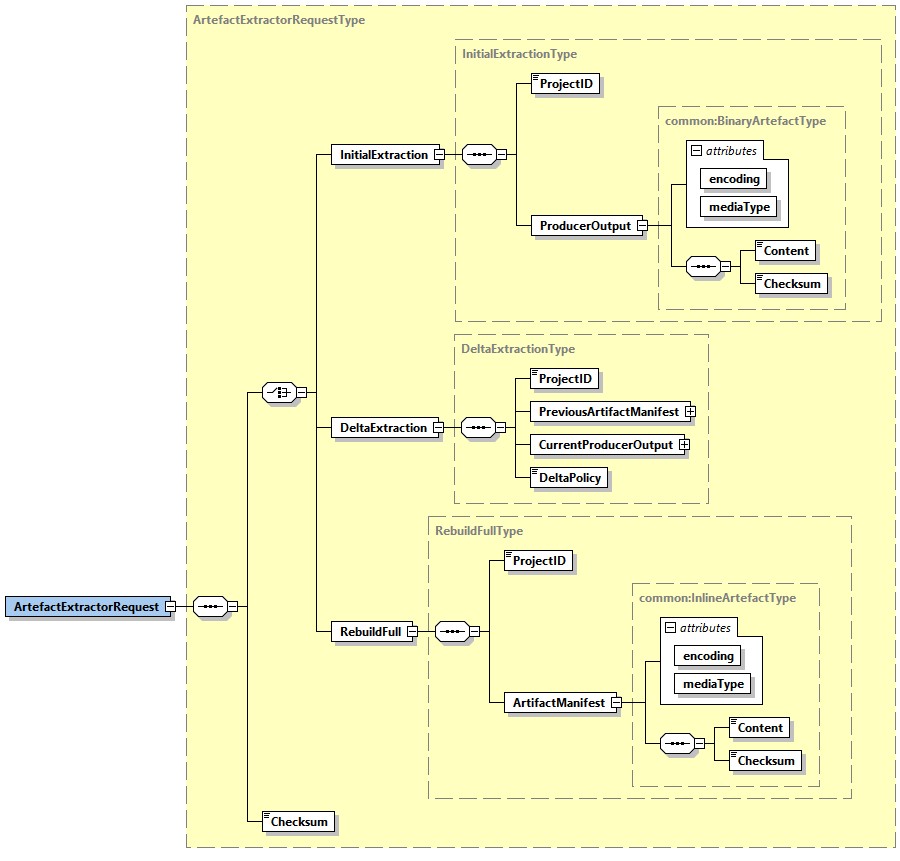 ArtefactExtractorRequestType
InitialExtractionType
ProjectID
common:BinaryArtefactType
attributes
InitialExtraction
encoding
mediaType
ProducerOutput
Content
Checksum
DeltaExtractionType
ProjectID
PreviousArtifactManifest
DeltaExtraction
CurrentProducerOutput
DeltaPolicy
RebuildFullType
ProjectID
common:InlineArtefactType
ArtefactExtractorRequest
attributes
RebuildFull
encoding
mediaType
ArtifactManifest
Content
Checksum
Checksum